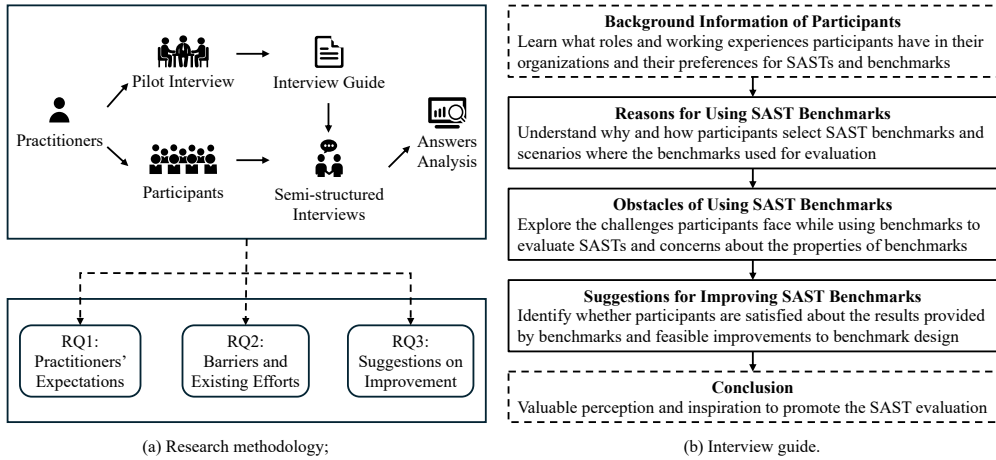 Pilot Interview
Interview Guide
Practitioners
Answers
Analysis
Participants
Semi-structured
Interviews
RQ1:
Practitioners'
Expectations
RQ2:
Barriers and
Existing Efforts
RQ3:
Suggestions on
Improvement
(a) Research methodology;
Background Information of Participants
Learn what roles and working experiences participants have in their
organizations and their preferences for SASTs and benchmarks
Reasons for Using SAST Benchmarks
Understand why and how participants select SAST benchmarks and
scenarios where the benchmarks used for evaluation
Obstacles of Using SAST Benchmarks
Explore the challenges participants face while using benchmarks to
evaluate SASTs and concerns about the properties of benchmarks
Suggestions for Improving SAST Benchmarks
Identify whether participants are satisfied about the results provided
by benchmarks and feasible improvements to benchmark design
Conclusion
Valuable perception and inspiration to promote the SAST evaluation
(b) Interview guide.